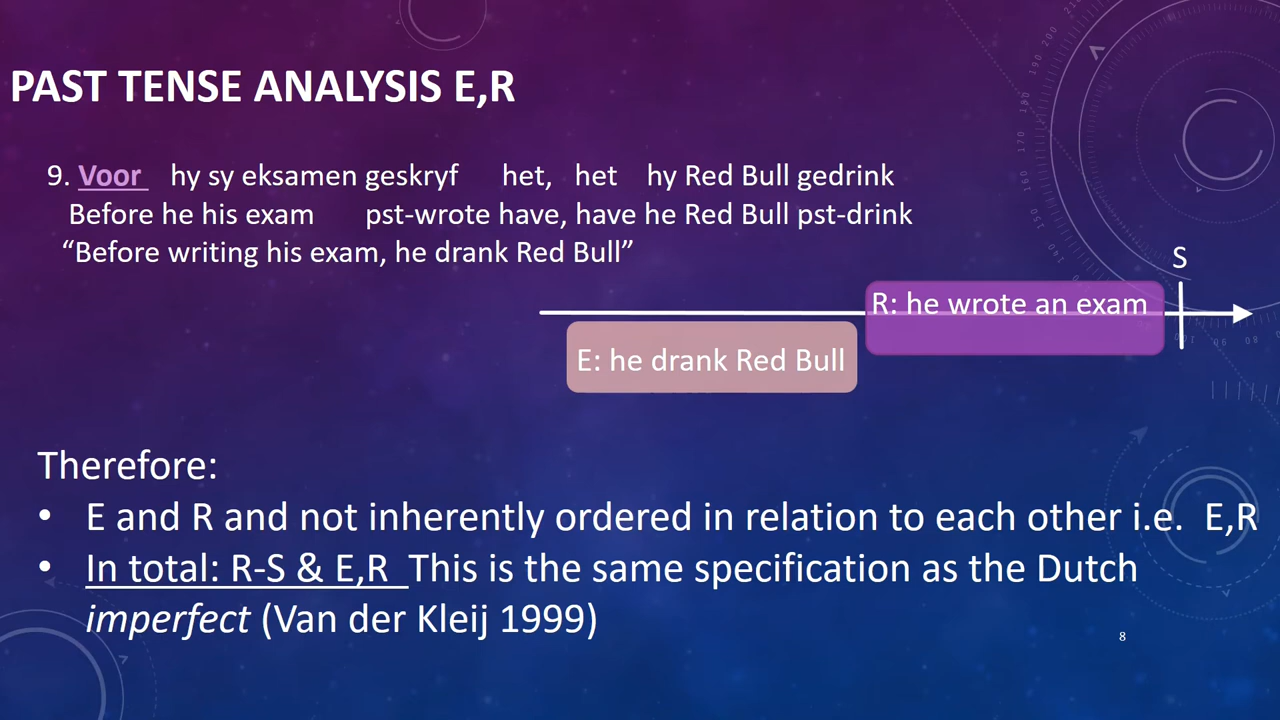 PAST TENSE ANALYSIS E,R
9. Voor hy sy eksamen geskryf het, het hy Red Bull gedrink
Before he his exam pst-wrote have, have he Red Bull pst-drink
“Before writing his exam, he drank Red Bull”
S
R: he wrote an exam
E: he drank Red Bull
Therefore:
• E and R and not inherently ordered in relation to each other i.e. E,R
• In total: R-S & E,R This is the same specification as the Dutch
imperfect (Van der Kleij 1999)
8